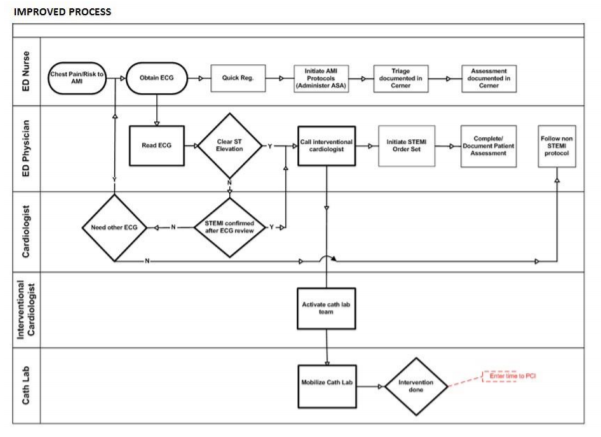 IMPROVED PROCESS
ED Nurse
Chest Pain/Risk to
AMI
Obtain ECG
Quick Reg.
Initiate AMI
Protocols
(Administer ASA)
Triage
documented in
Cerner
Assessment
documented in
Cerner
ED Physician
Read ECG
Clear ST
Elevation
Y
N
Call interventional
cardiologist
Initiate STEMI
Order Set
Complete/
Document Patient
Assessment
Follow non
STEMI
protocol
Cardiologist
Y
Need other ECG
N
STEMI confirmed
after ECG review
Y
N
Interventional
Cardiologist
Activate cath lab
team
Cath Lab
Mobilize Cath Lab
Intervention
done
Enter time to PCI